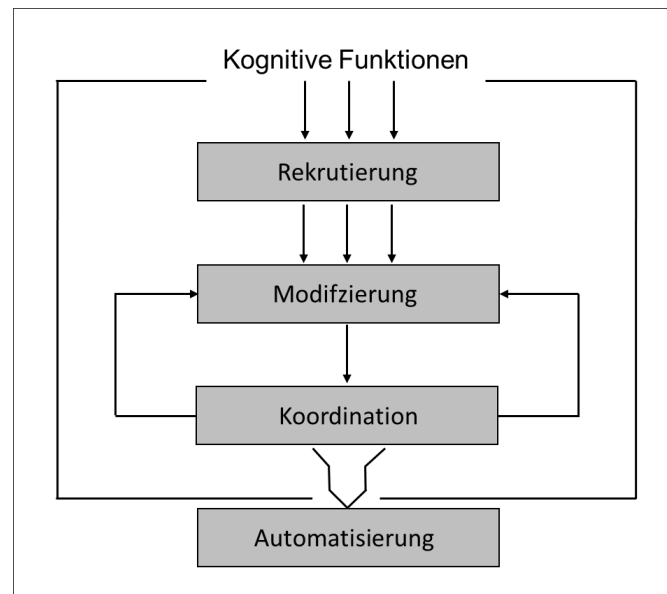 Kognitive Funktionen
Rekrutierung
Modifzierung
Koordination
Automatisierung